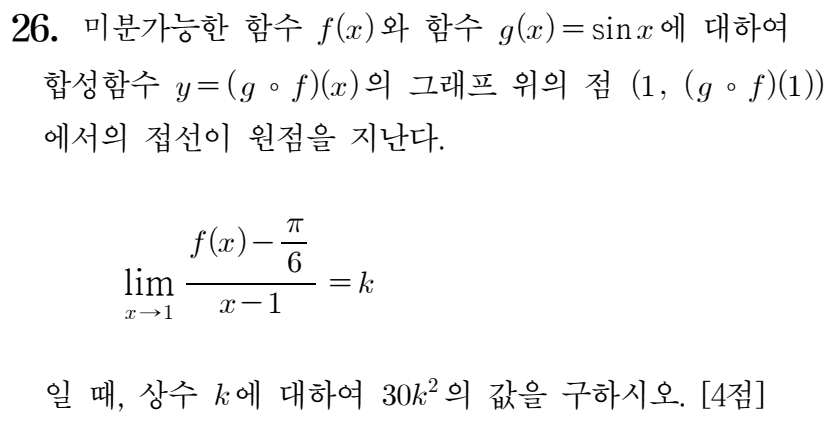 26. 미분가능한 함수 f(x)와 함수 g(x)=sin x에 대하여
합성함수 y=(g∘f)(x)의 그래프 위의 점 (1, (g∘f)(1))
에서의 접선이 원점을 지난다.
lim_{x→1} \frac{f(x)-\frac{π}{6}}{x-1} = k
일 때, 상수 k에 대하여 30k²의 값을 구하시오. [4점]